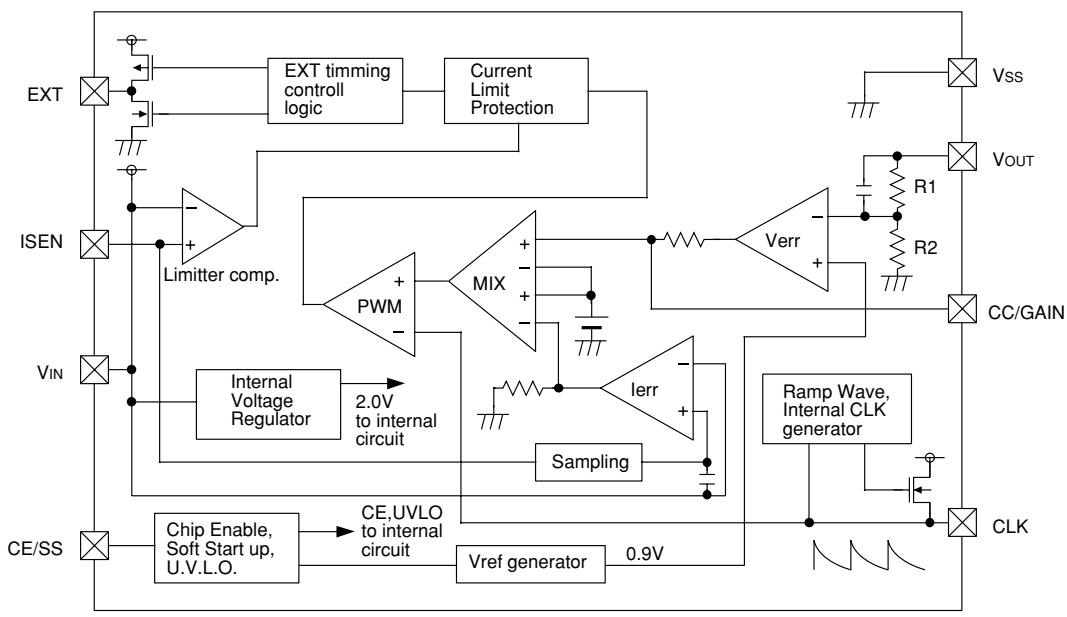 EXT
EXT timming
controll
logic
Current
Limit
Protection
VSS
VOUT
R1
R2
ISEN
−
+
Limitter comp.
PWM
+
−
MIX
+
−
+
−
Verr
−
+
CC/GAIN
VIN
Internal
Voltage
Regulator
2.0V
to internal
circuit
Ierr
−
+
Ramp Wave,
Internal CLK
generator
Sampling
CE/SS
Chip Enable,
Soft Start up,
U.V.L.O.
CE,UVLO
to internal
circuit
Vref generator
0.9V
CLK